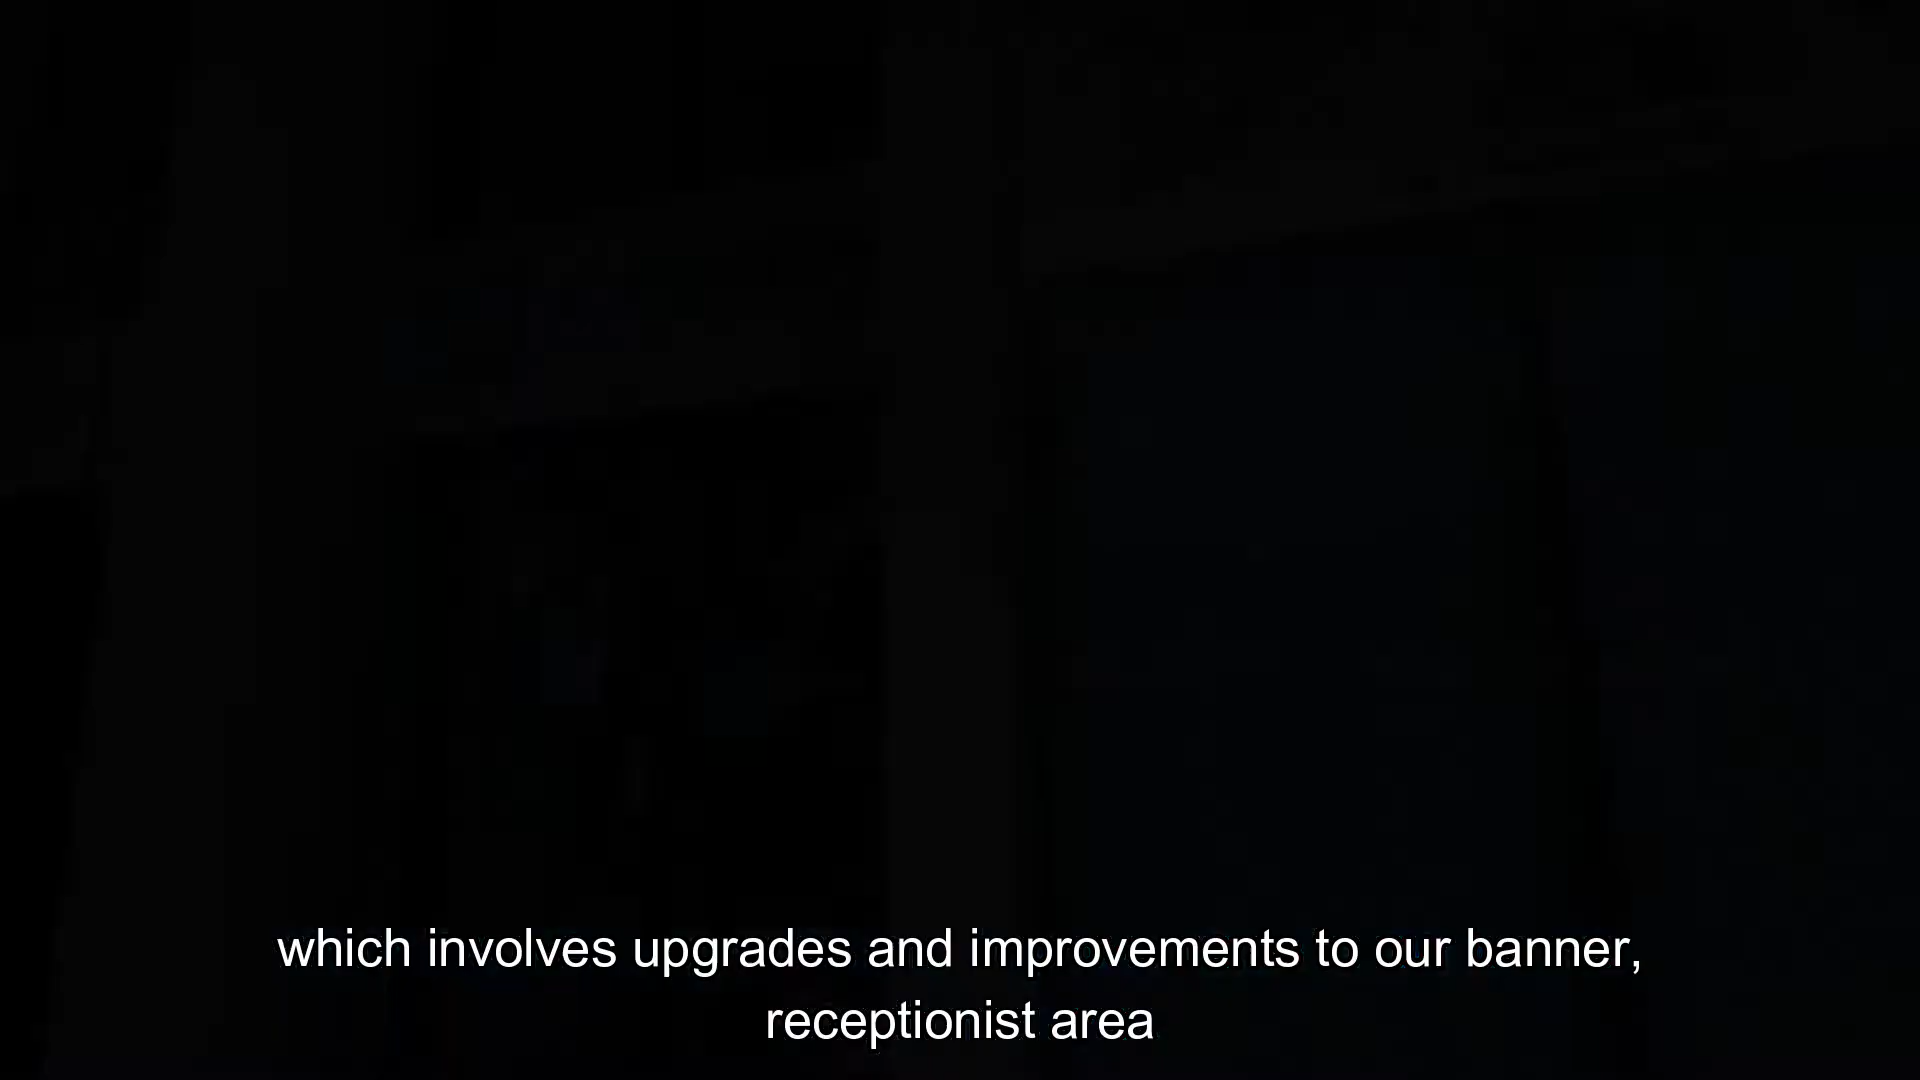 which involves upgrades and improvements to our banner,
receptionist area